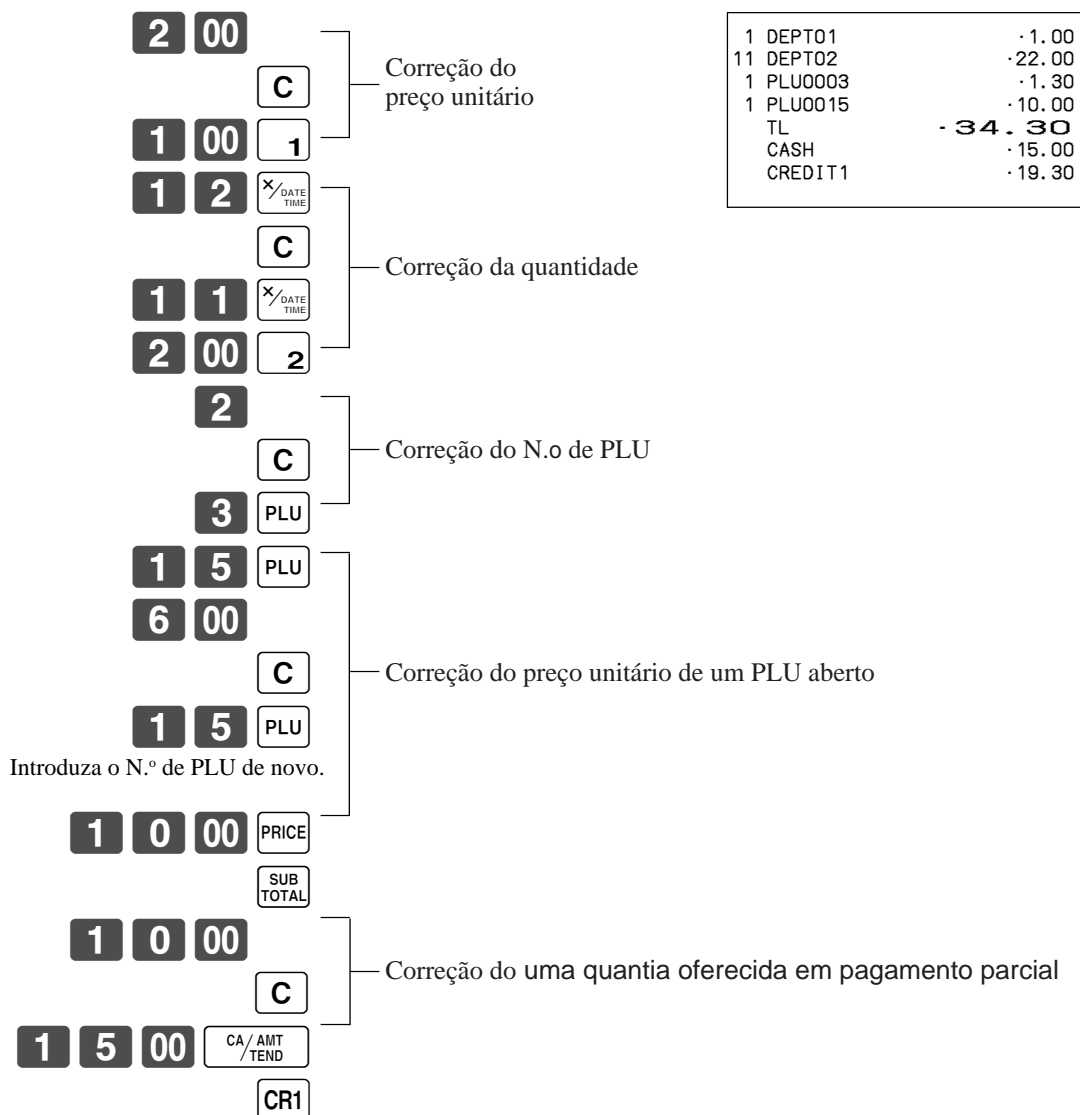 2 00
C
1 00 1
Correção do
preço unitário
1 2 ×/DATE TIME
C
1 1 ×/DATE TIME
2 00 2
Correção da quantidade
2
C
3 PLU
Correção do N.o de PLU
1 5 PLU
6 00
C
1 5 PLU
Introduza o N.º de PLU de novo.
1 0 00 PRICE
Correção do preço unitário de um PLU aberto
SUB
TOTAL
1 0 00
C
1 5 00 CA/AMT TEND
Correção do uma quantia oferecida em pagamento parcial
CR1
1 DEPT01 ·1.00
11 DEPT02 ·22.00
1 PLU0003 ·1.30
1 PLU0015 ·10.00
TL ·34.30
CASH ·15.00
CREDIT1 ·19.30